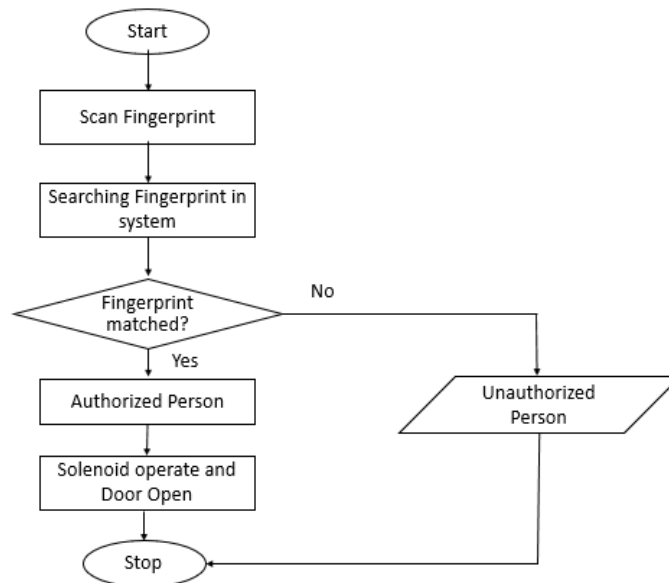 Start
Scan Fingerprint
Searching Fingerprint in
system
Fingerprint
matched?
No
Yes
Authorized Person
Unauthorized
Person
Solenoid operate and
Door Open
Stop